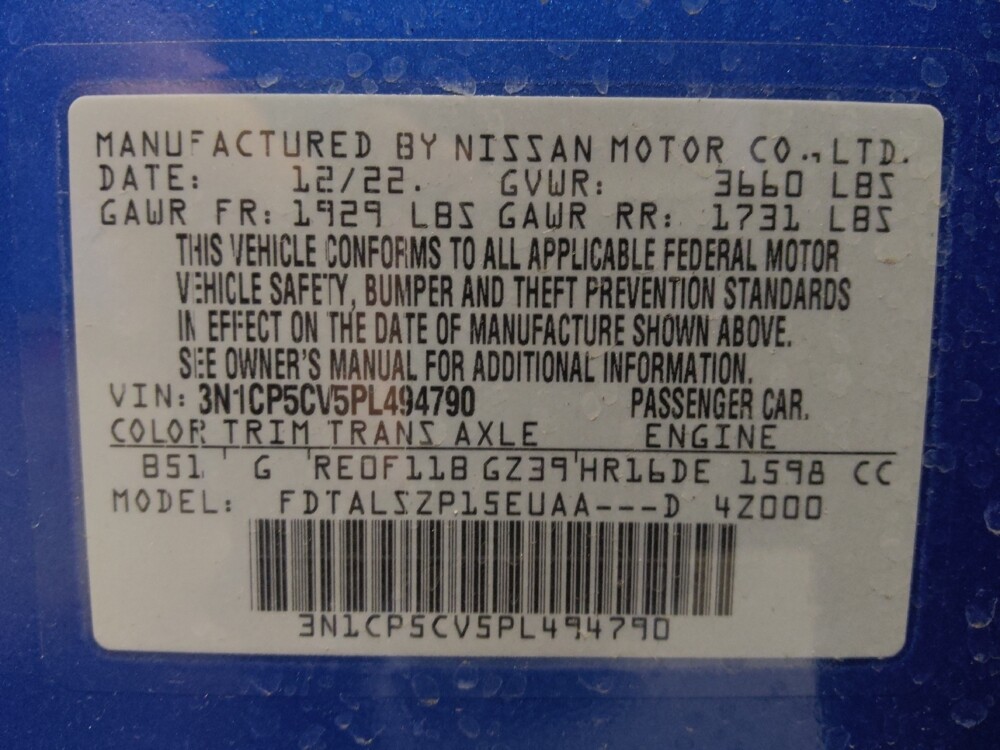 MANUFACTURED BY NISSAN MOTOR CO., LTD.
DATE: 12/22. GVWR: 3660 LBS
GAWR FR: 1929 LBS GAWR RR: 1731 LBS
THIS VEHICLE CONFORMS TO ALL APPLICABLE FEDERAL MOTOR
VEHICLE SAFETY, BUMPER AND THEFT PREVENTION STANDARDS
IN EFFECT ON THE DATE OF MANUFACTURE SHOWN ABOVE.
SEE OWNER'S MANUAL FOR ADDITIONAL INFORMATION.
VIN: 3N1CP5CV5PL494790 PASSENGER CAR.
COLOR TRIM TRANS AXLE ENGINE
B51 G RE0F11B GZ39 HR16DE 1598 CC
MODEL: FDTALSZP15EUAA---D 4Z000
3N1CP5CV5PL494790